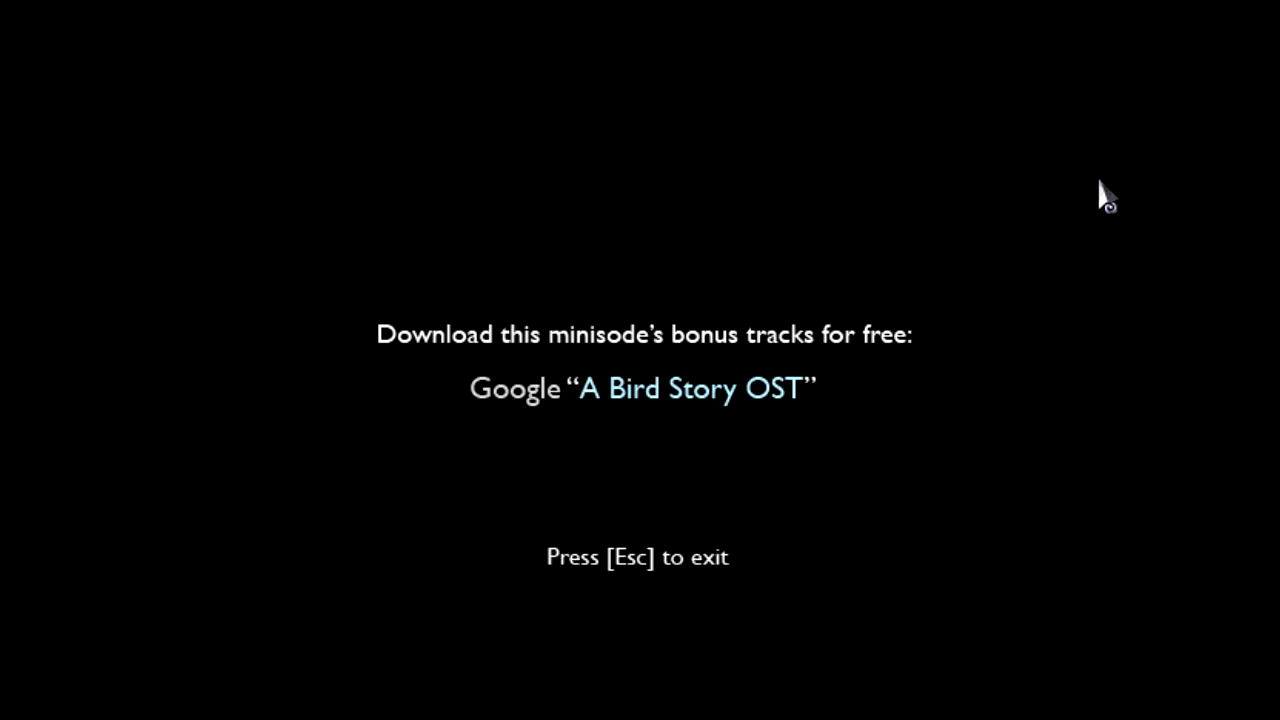 Download this minisode’s bonus tracks for free:
Google “A Bird Story OST”
Press [Esc] to exit